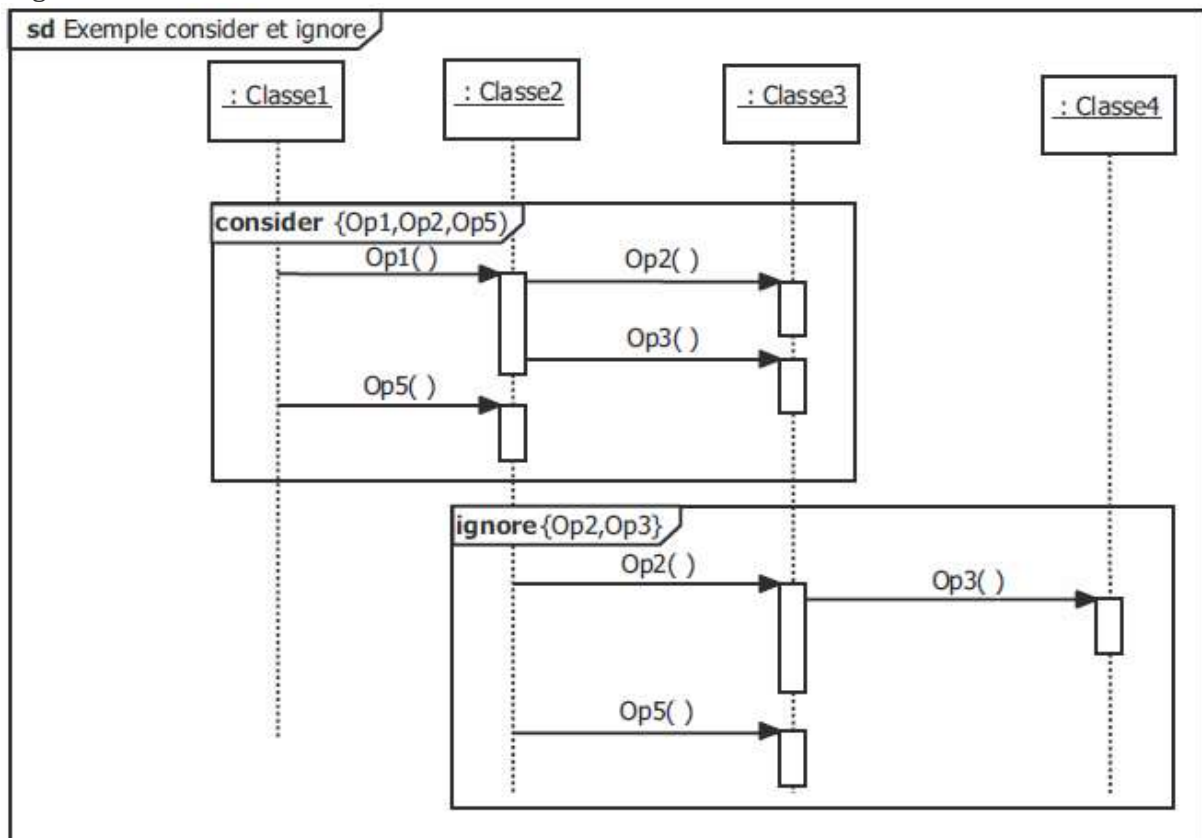 sd Exemple consider et ignore
: Classe1
: Classe2
: Classe3
: Classe4
consider {Op1,Op2,Op5)
Op1( )
Op2( )
Op3( )
Op5( )
ignore{Op2,Op3}
Op2( )
Op3( )
Op5( )